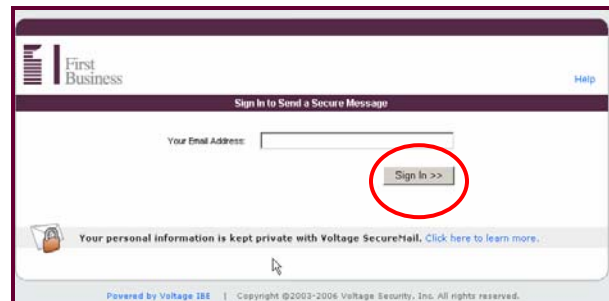 First
Business
Help
Sign In to Send a Secure Message
Your Email Address:
Sign In >>
Your personal information is kept private with Voltage SecureMail. Click here to learn more.
Powered by Voltage IBE | Copyright ©2003-2006 Voltage Security, Inc. All rights reserved.